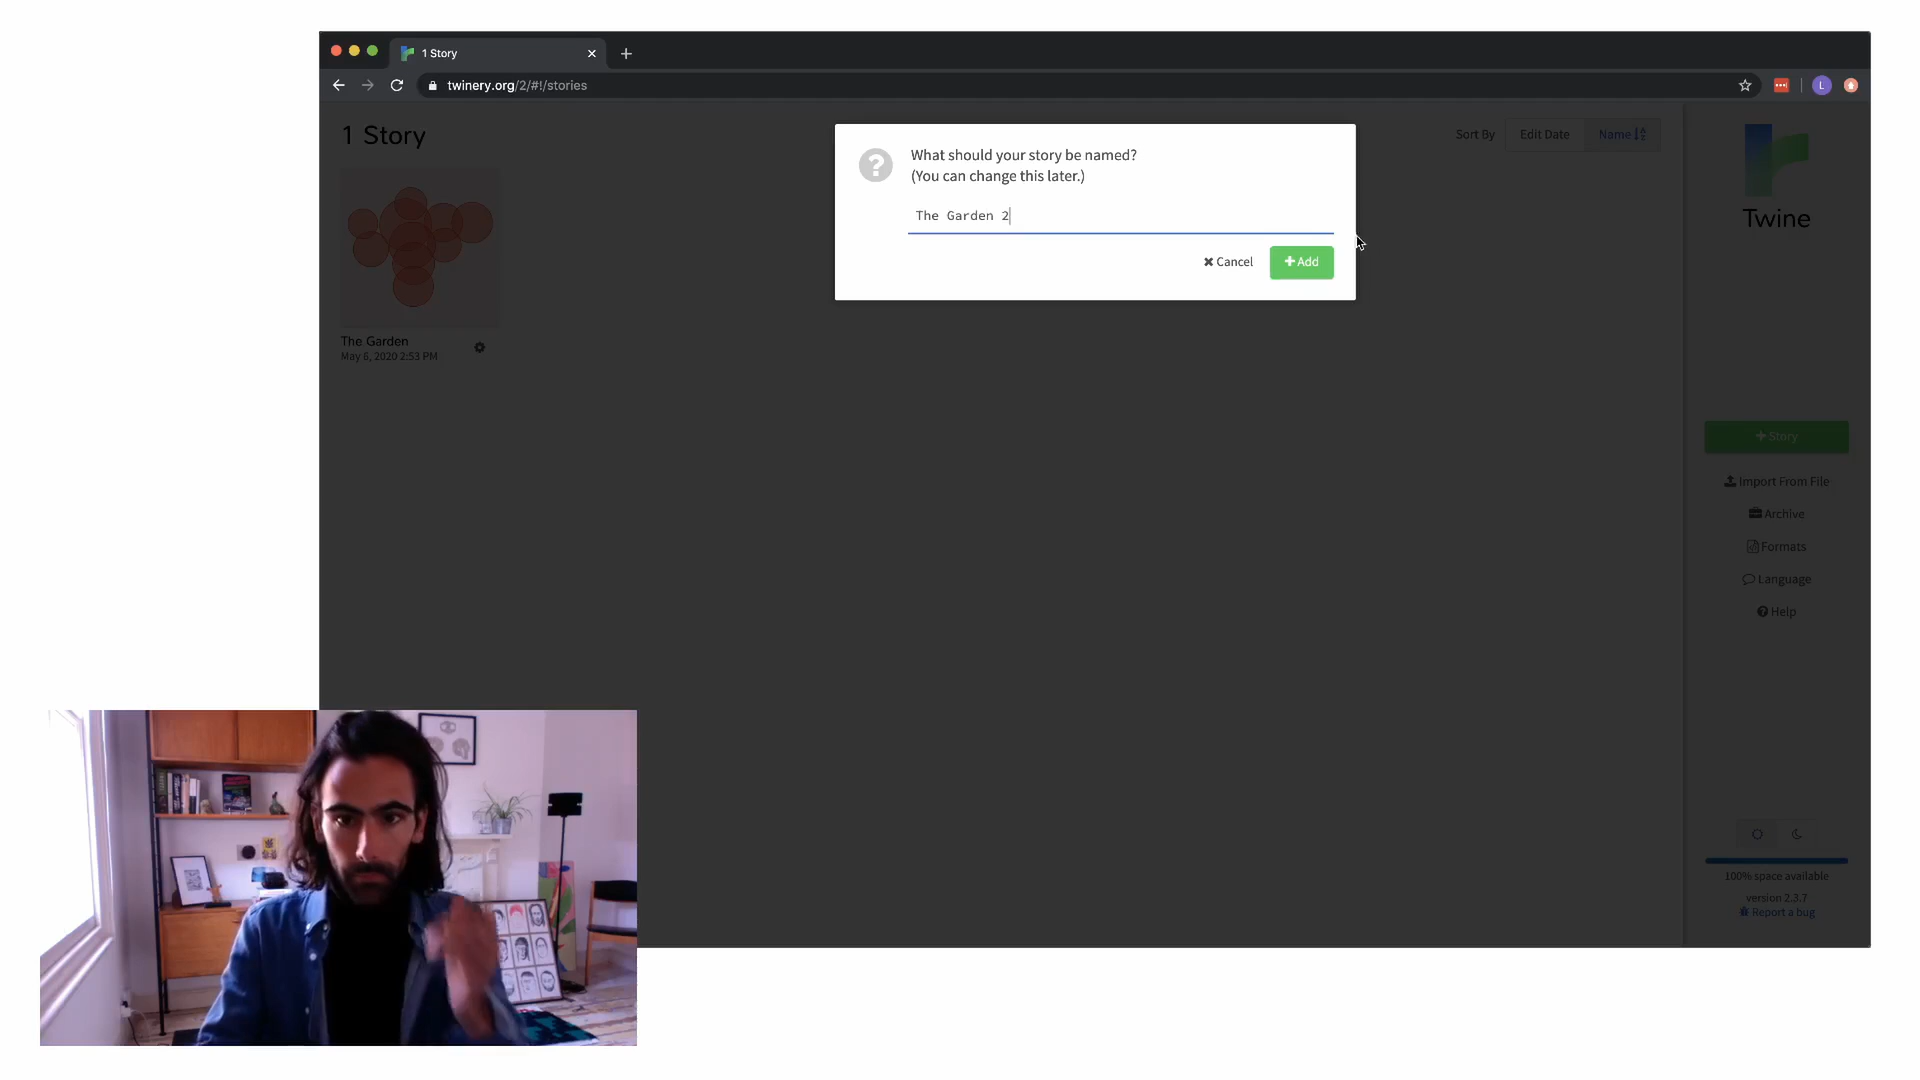 1 Story
twinery.org/2/#!/stories
L
1 Story
Sort By
Edit Date
Name
What should your story be named?
(You can change this later.)
The Garden 2
Cancel
Add
The Garden
May 6, 2020 2:53 PM
Twine
Story
Import From File
Archive
Formats
Language
Help
100% space available
version 2.3.7
Report a bug